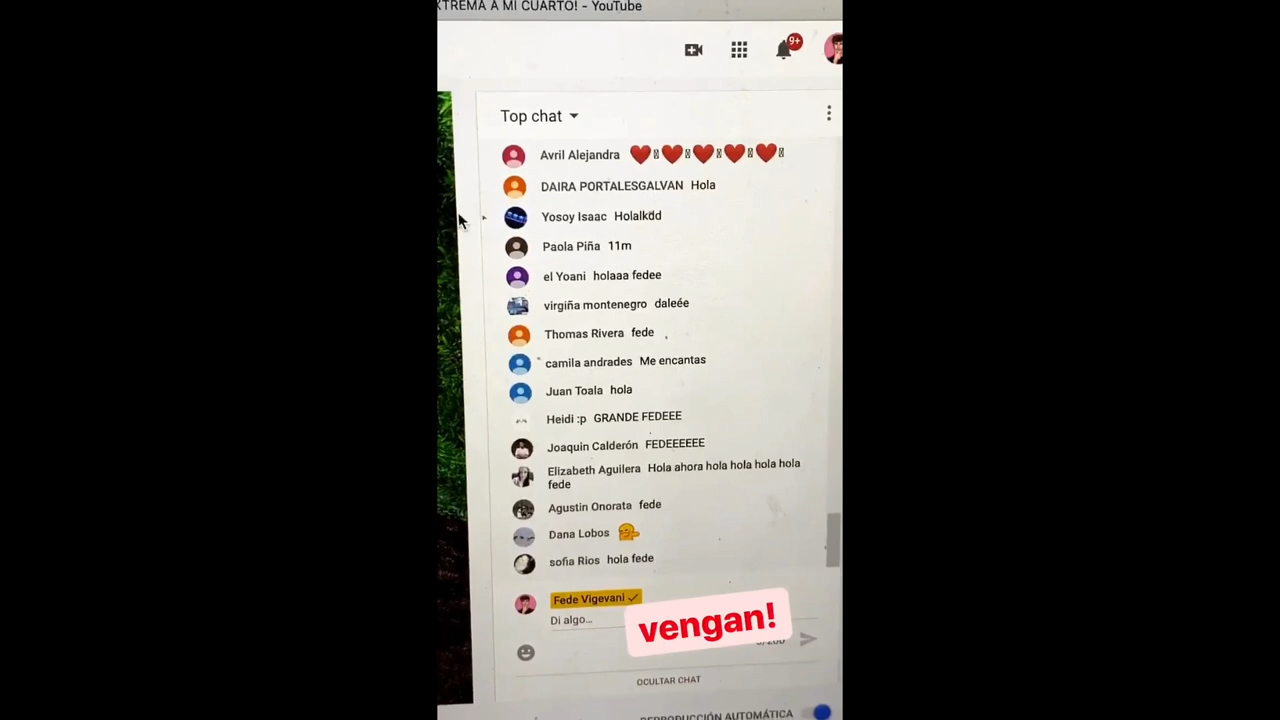 XTREMA A MI CUARTO! - YouTube
9+
Top chat
Avril Alejandra ❤️❤️❤️❤️❤️
DAIRA PORTALESGALVAN Hola
Yosoy Isaac Holalkdd
Paola Piña 11m
el Yoani holaaa fedee
virgiña montenegro daleée
Thomas Rivera fede
camila andrades Me encantas
Juan Toala hola
Heidi :p GRANDE FEDEEE
Joaquin Calderón FEDEEEEEE
Elizabeth Aguilera Hola ahora hola hola hola hola
fede
Agustin Onorata fede
Dana Lobos
sofia Rios hola fede
Fede Vigevani ✓
Di algo...
vengan!
0/200
OCULTAR CHAT
REPRODUCCIÓN AUTOMÁTICA